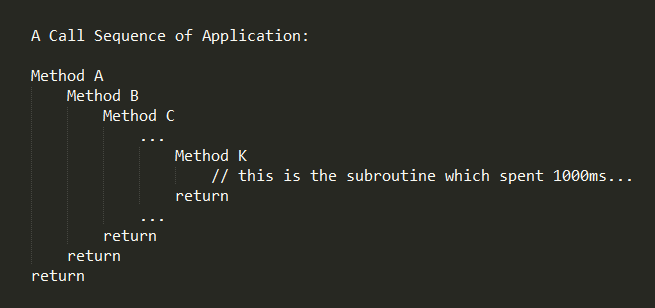 A Call Sequence of Application:
Method A
Method B
Method C
...
Method K
// this is the subroutine which spent 1000ms...
return
...
return
return
return